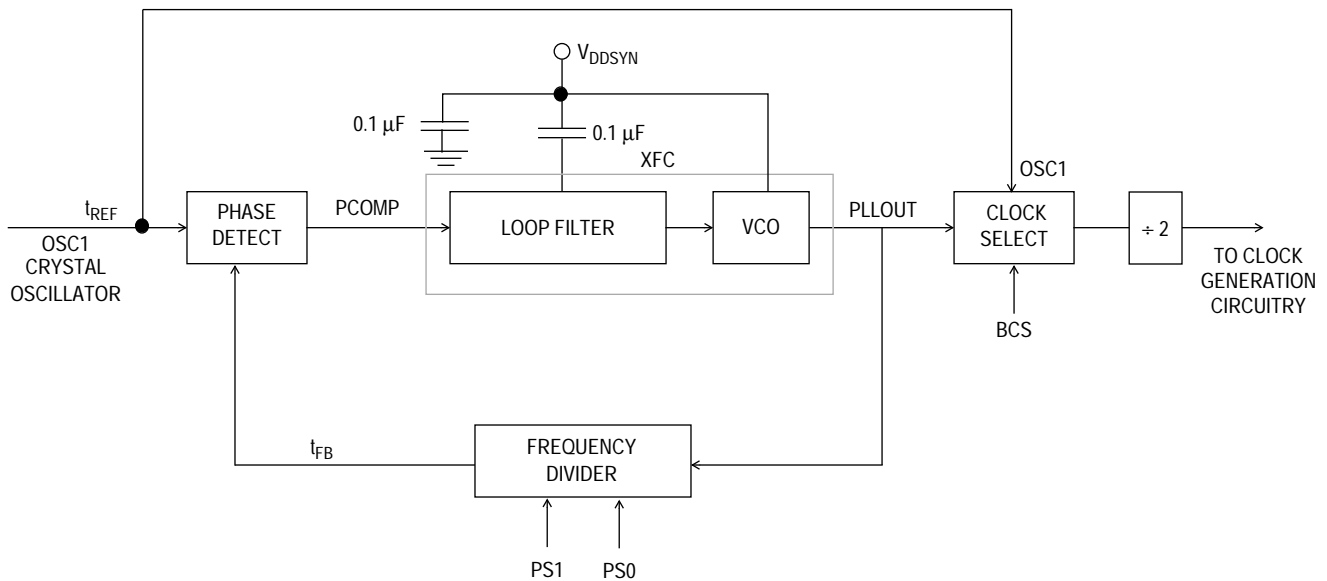 V_DDSYN
0.1 μF
0.1 μF
XFC
OSC1
t_REF
PHASE
DETECT
PCOMP
LOOP FILTER
VCO
PLLOUT
CLOCK
SELECT
÷ 2
OSC1
CRYSTAL
OSCILLATOR
TO CLOCK
GENERATION
CIRCUITRY
BCS
t_FB
FREQUENCY
DIVIDER
PS1
PS0